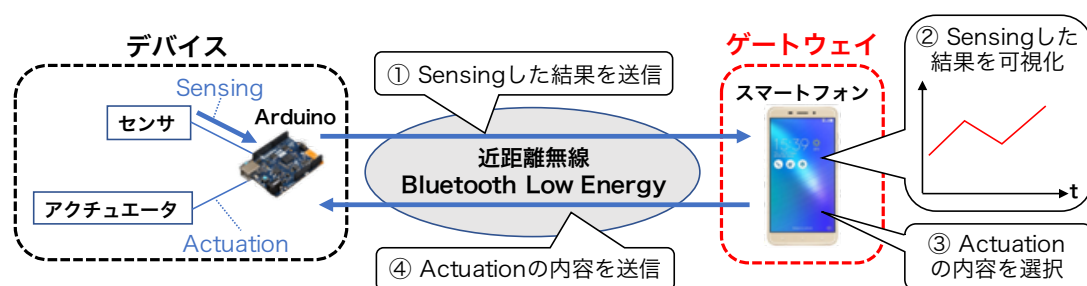 デバイス
Sensing
センサ
Arduino
アクチュエータ
Actuation
① Sensingした結果を送信
近距離無線
Bluetooth Low Energy
④ Actuationの内容を送信
ゲートウェイ
スマートフォン
15:39
② Sensingした
結果を可視化
t
③ Actuation
の内容を選択